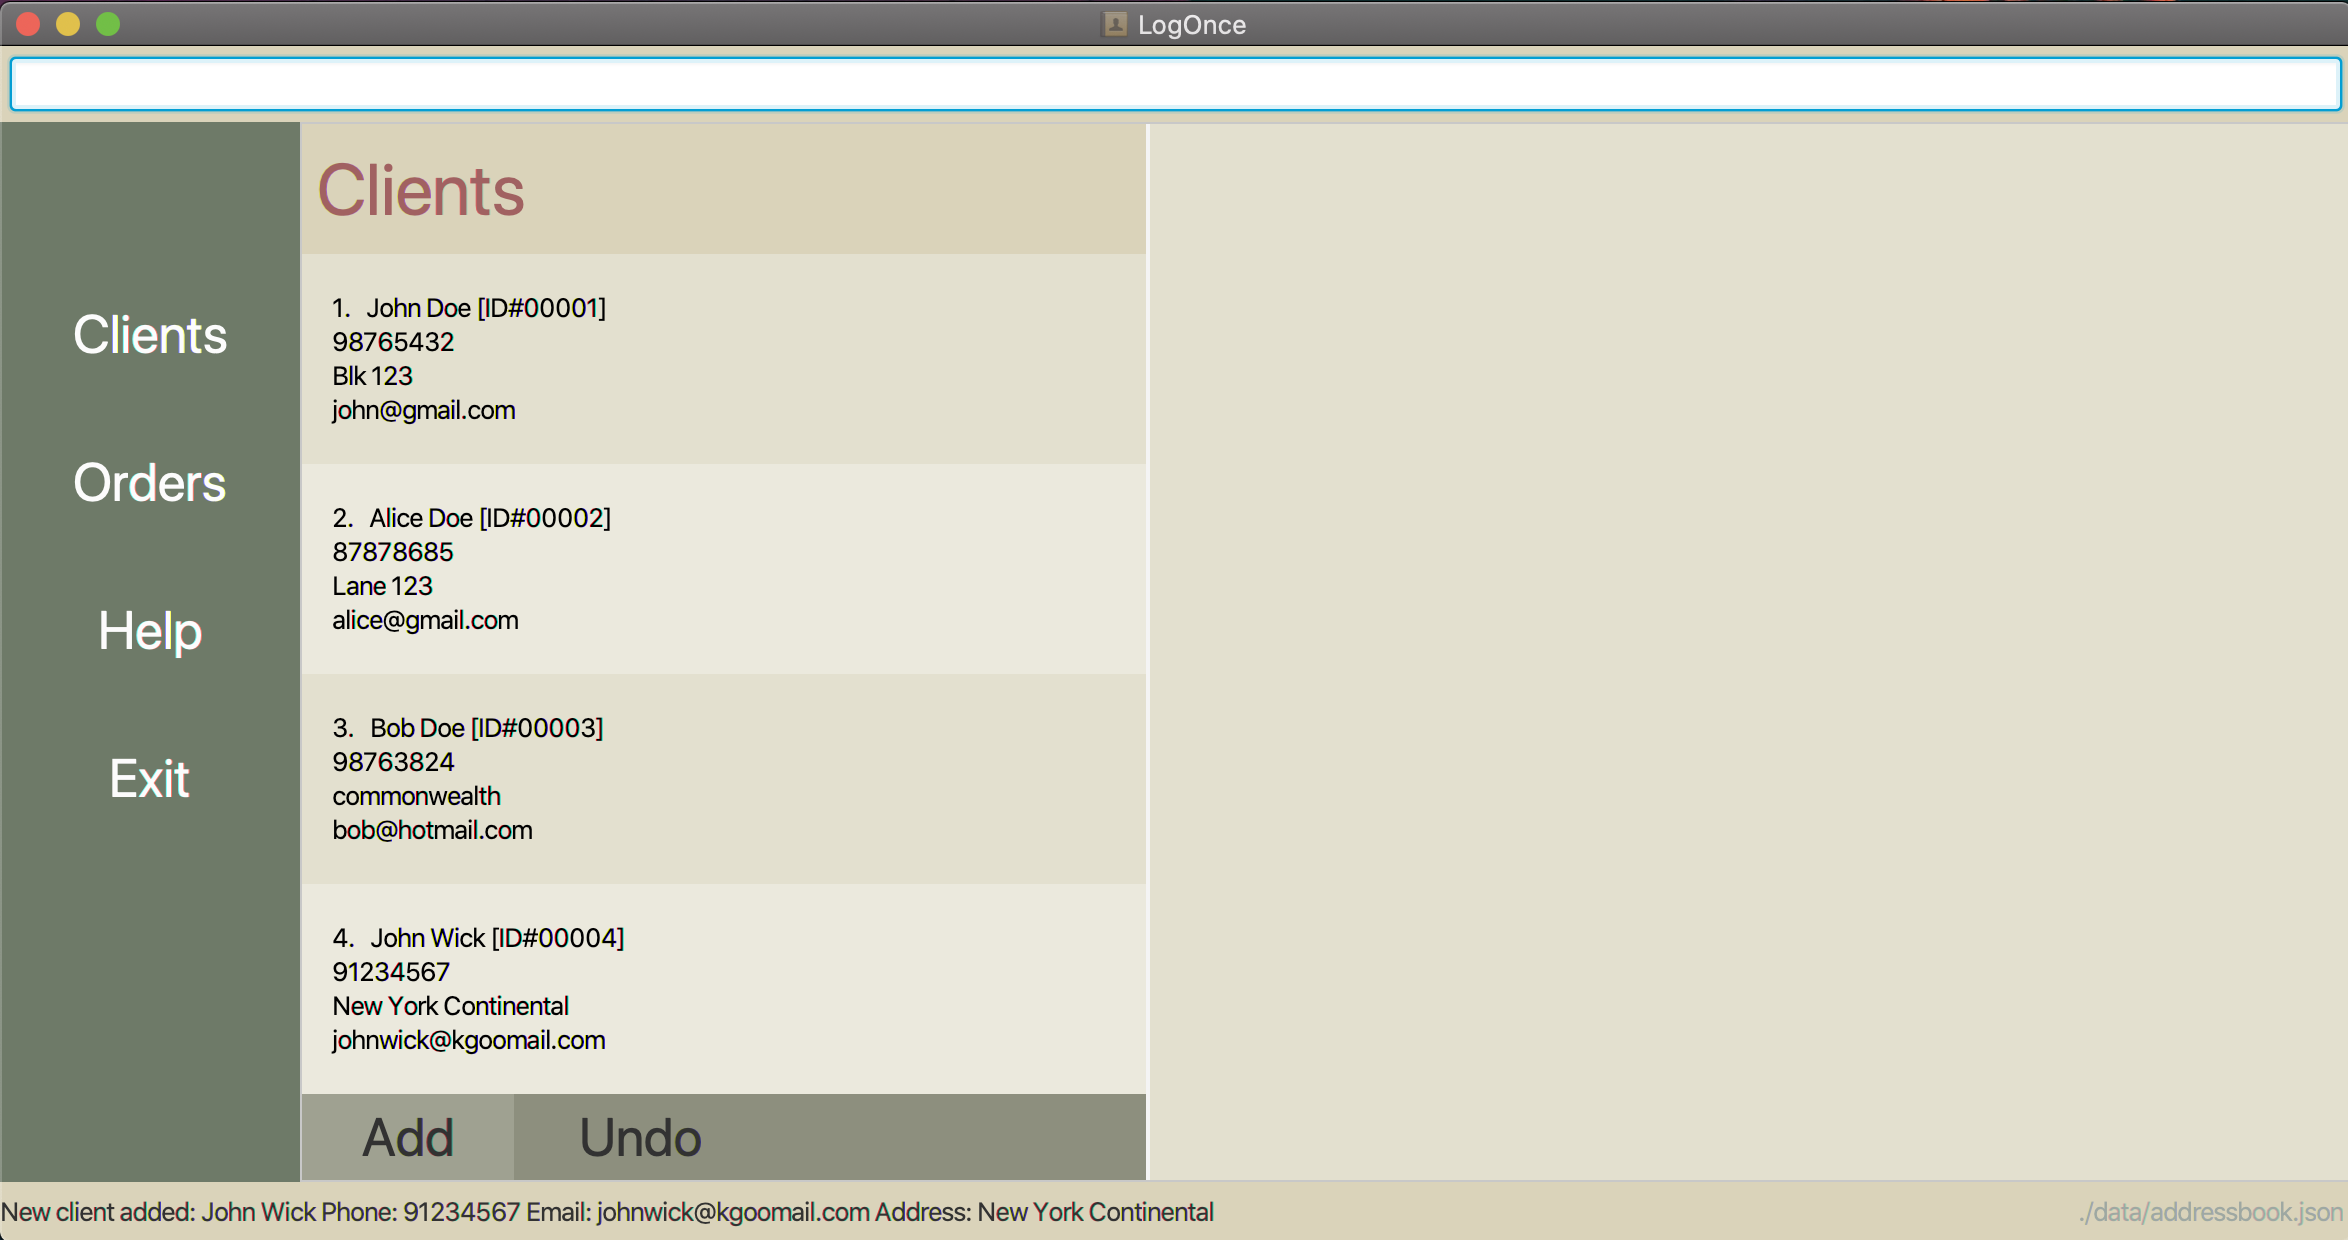 LogOnce
Clients
Orders
Help
Exit
Clients
1. John Doe [ID#00001]
98765432
Blk 123
john@gmail.com
2. Alice Doe [ID#00002]
87878685
Lane 123
alice@gmail.com
3. Bob Doe [ID#00003]
98763824
commonwealth
bob@hotmail.com
4. John Wick [ID#00004]
91234567
New York Continental
johnwick@kgoomail.com
Add Undo
New client added: John Wick Phone: 91234567 Email: johnwick@kgoomail.com Address: New York Continental
./data/addressbook.json